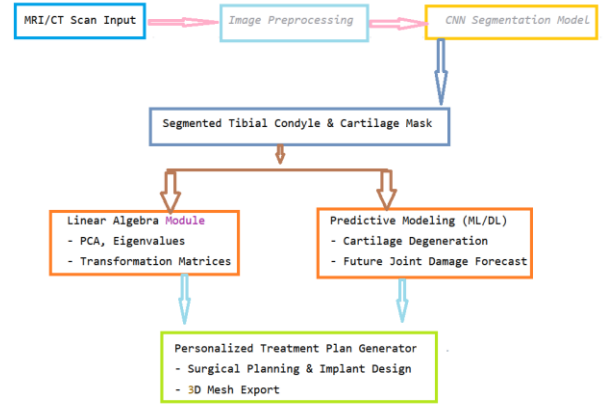 MRI/CT Scan Input
Image Preprocessing
CNN Segmentation Model
Segmented Tibial Condyle & Cartilage Mask
Linear Algebra Module
- PCA, Eigenvalues
- Transformation Matrices
Predictive Modeling (ML/DL)
- Cartilage Degeneration
- Future Joint Damage Forecast
Personalized Treatment Plan Generator
- Surgical Planning & Implant Design
- 3D Mesh Export